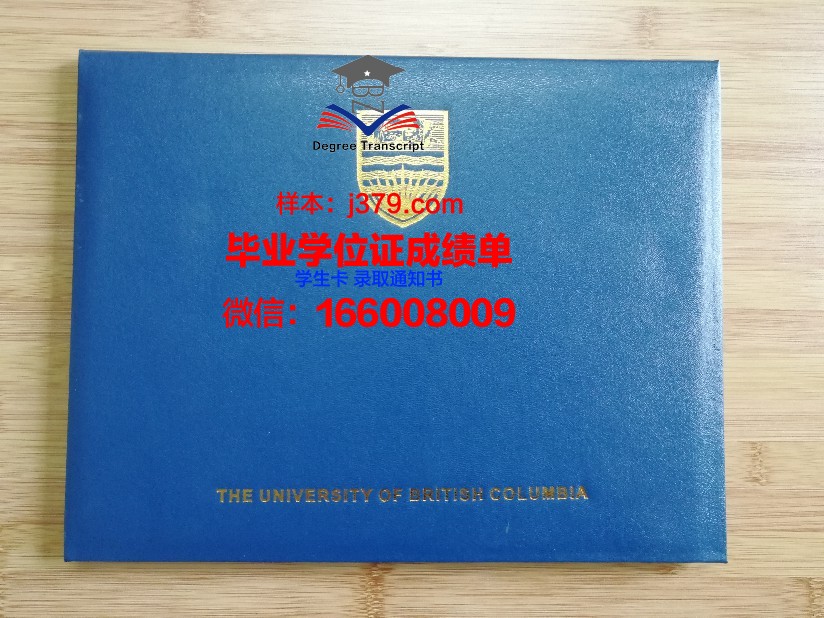 Degree Transcript
样本：j379.com
毕业学位证成绩单
学生卡 录取通知书
微信：166008009
THE UNIVERSITY OF BRITISH COLUMBIA